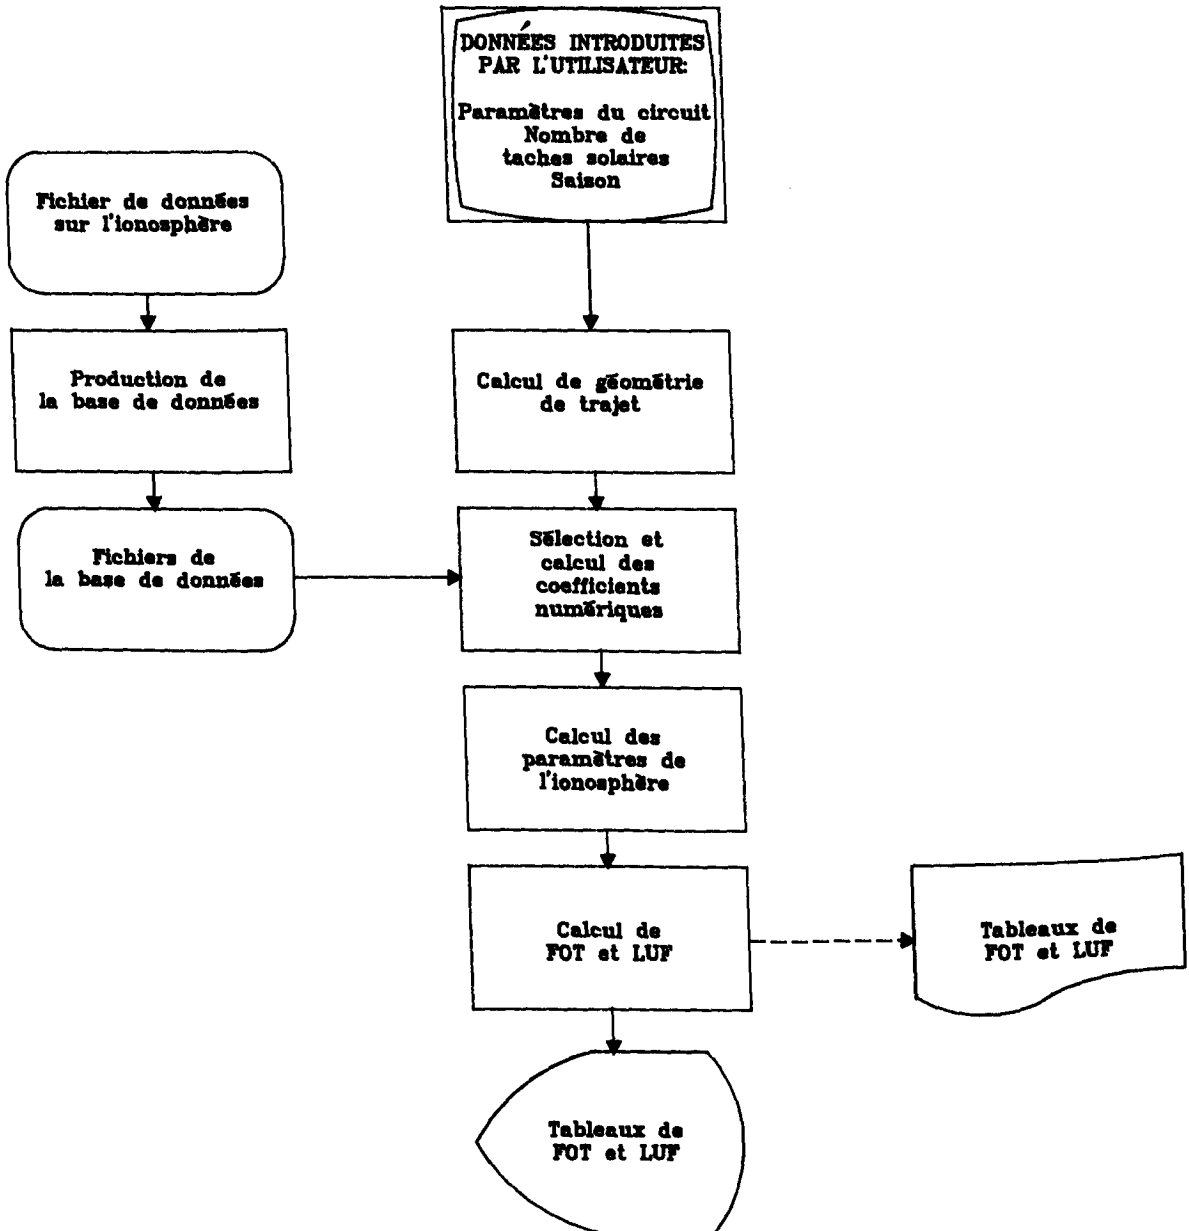 DONNÉES INTRODUITES
PAR L'UTILISATEUR:
Paramètres du circuit
Nombre de
taches solaires
Saison
Fichier de données
sur l'ionosphère
Production de
la base de données
Calcul de géométrie
de trajet
Fichiers de
la base de données
Sélection et
calcul des
coefficients
numériques
Calcul des
paramètres de
l'ionosphère
Calcul de
FOT et LUF
Tableaux de
FOT et LUF
Tableaux de
FOT et LUF